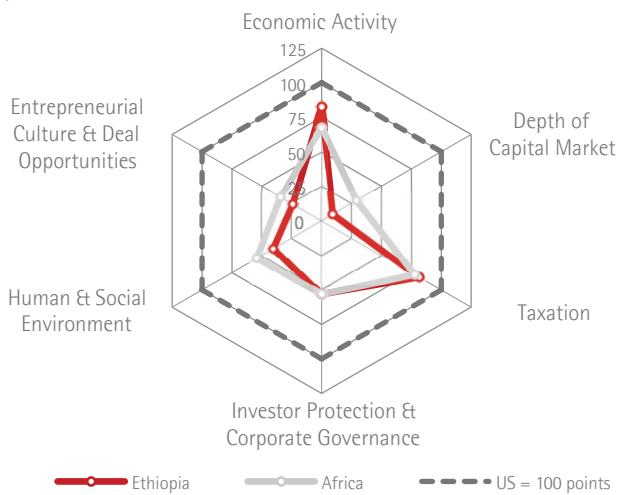 Economic Activity
125
100
75
50
25
0
Entrepreneurial
Culture & Deal
Opportunities
Depth of
Capital Market
Human & Social
Environment
Taxation
Investor Protection &
Corporate Governance
Ethiopia
Africa
US = 100 points